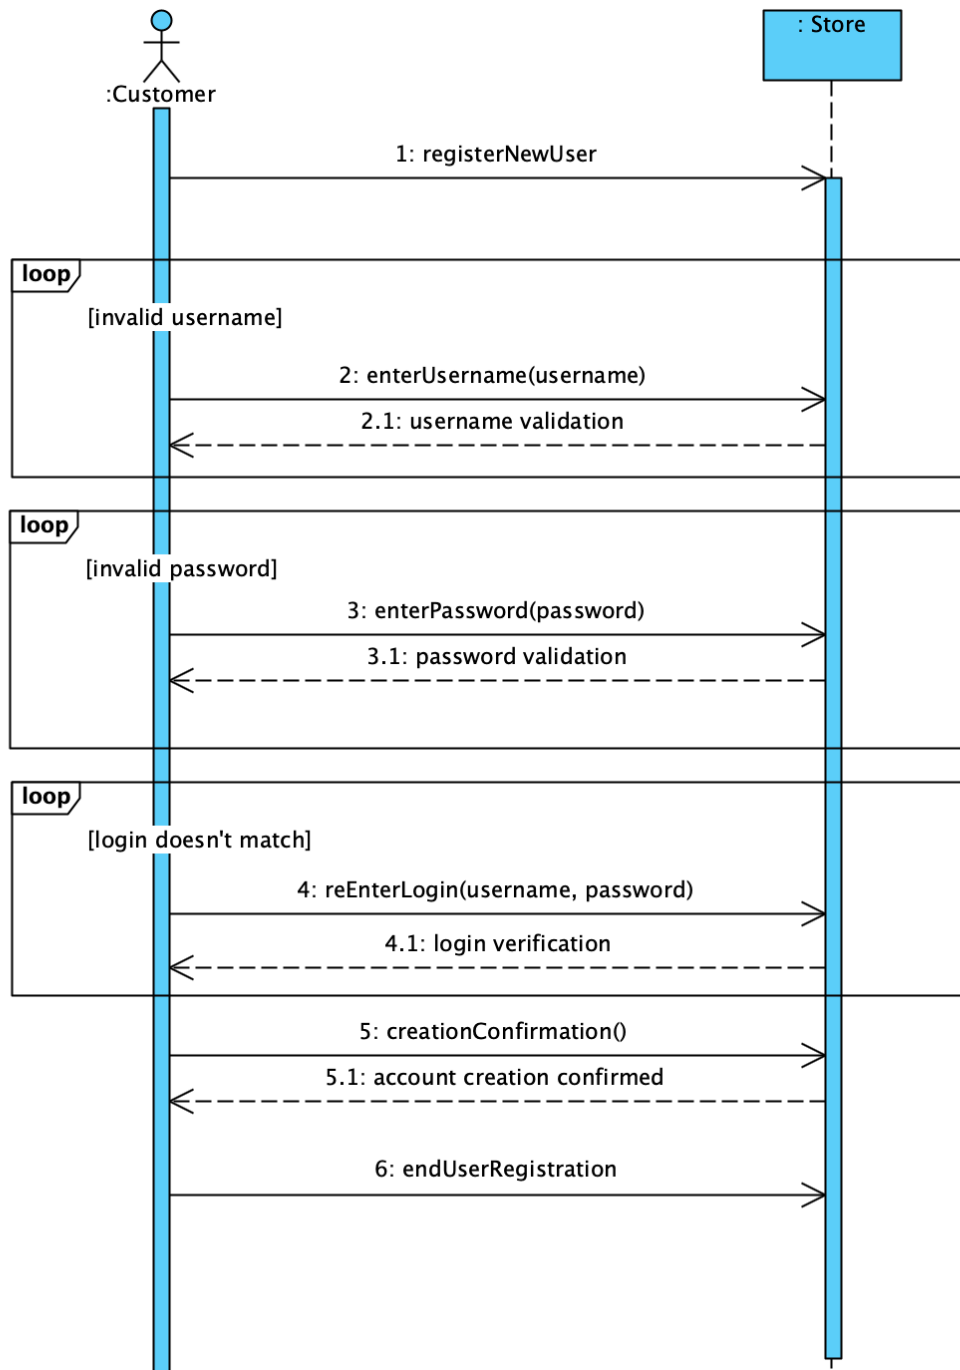 : Store
:Customer
1: registerNewUser
loop
[invalid username]
2: enterUsername(username)
2.1: username validation
loop
[invalid password]
3: enterPassword(password)
3.1: password validation
loop
[login doesn't match]
4: reEnterLogin(username, password)
4.1: login verification
5: creationConfirmation()
5.1: account creation confirmed
6: endUserRegistration